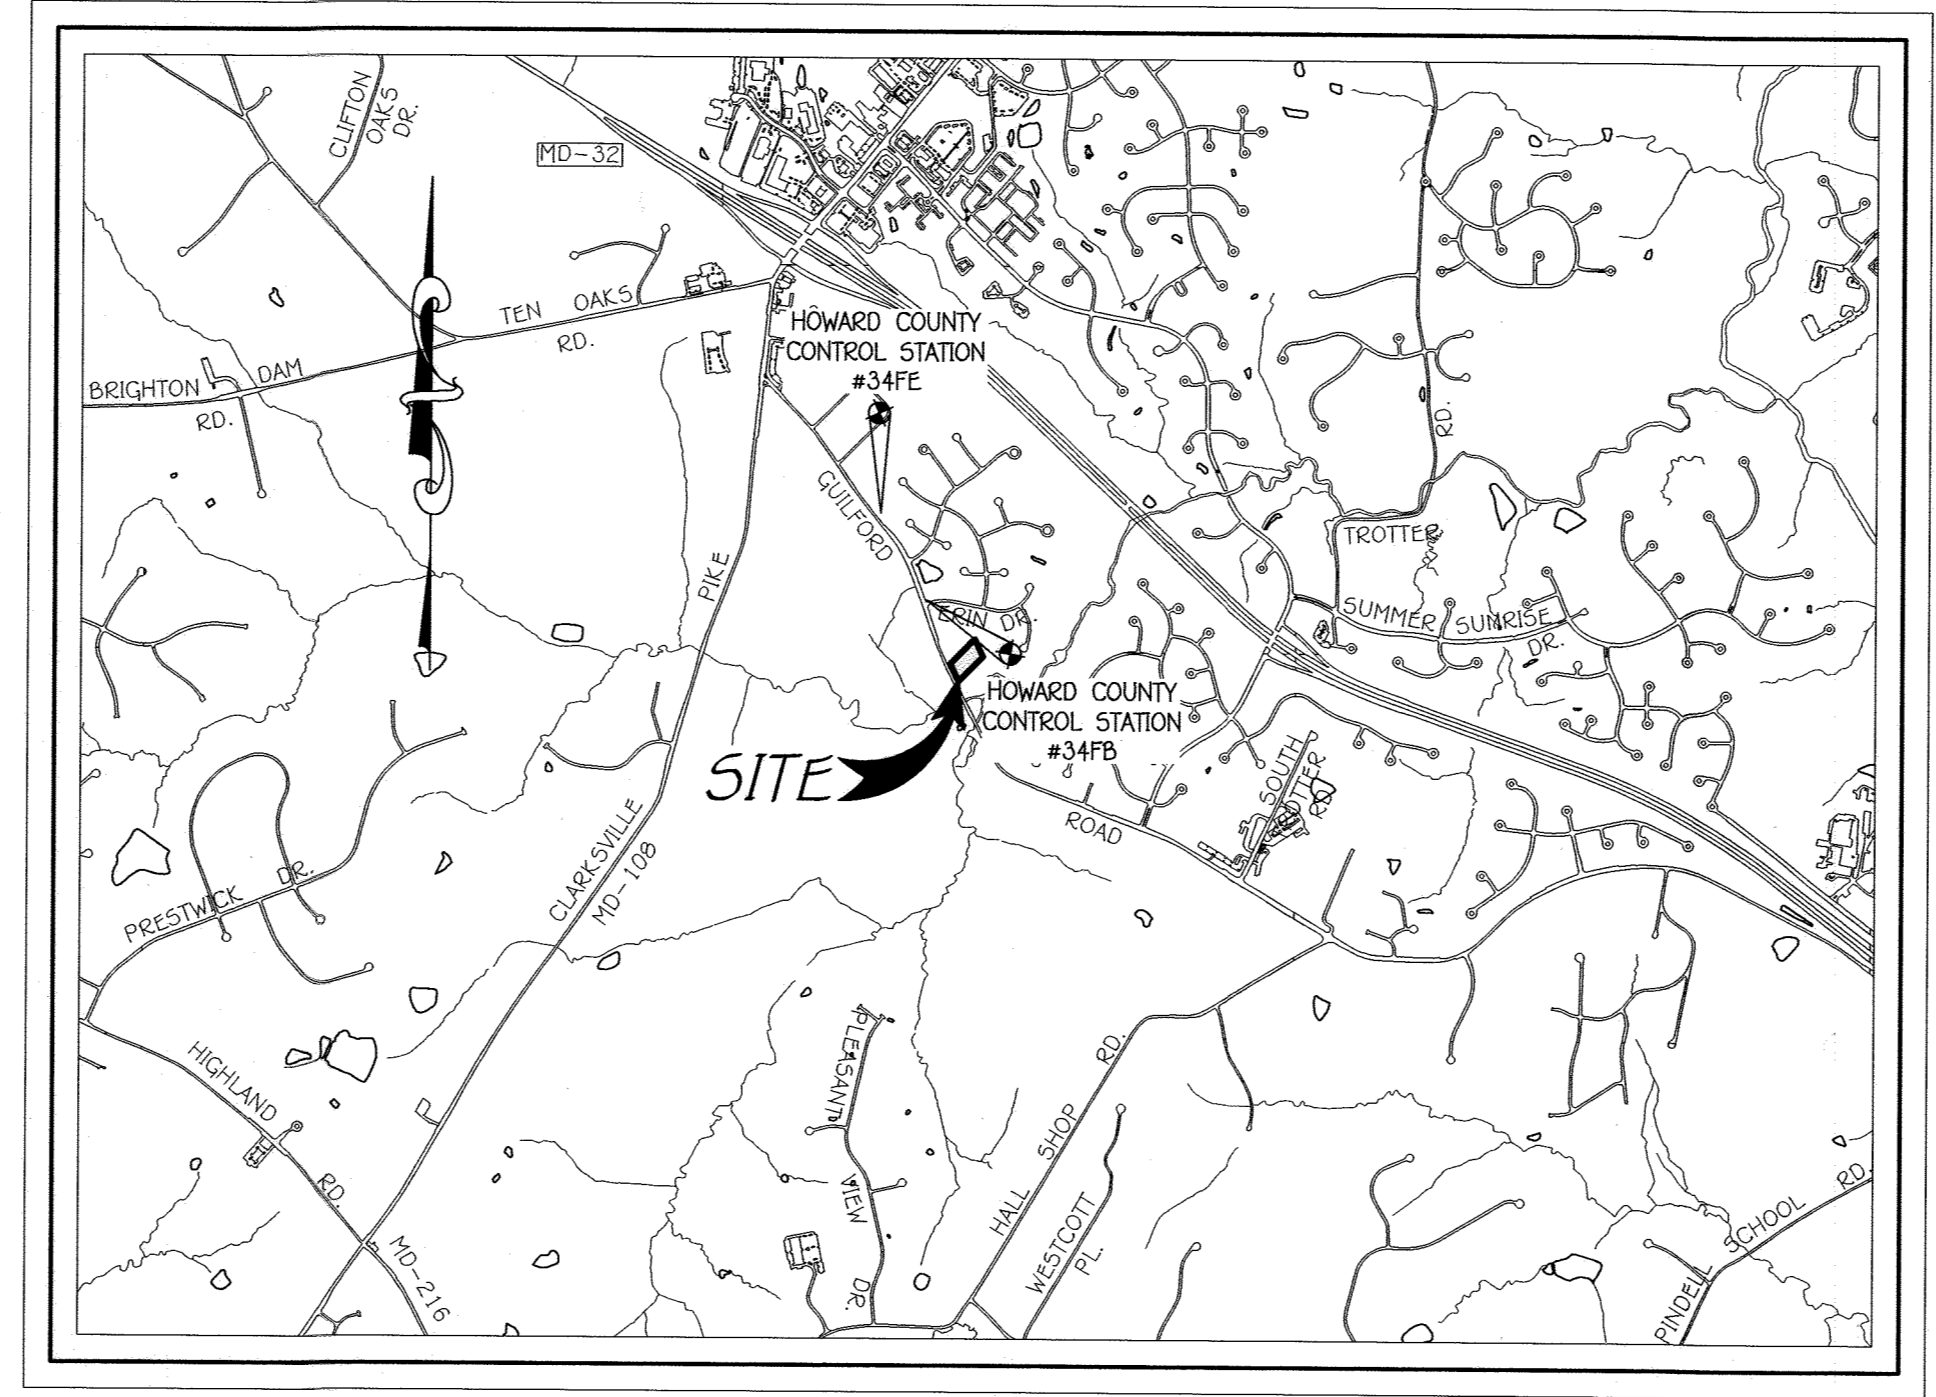 CLIFTON
OAKS
DR.
MD-32
TEN OAKS
RD.
HOWARD COUNTY
CONTROL STATION
#34FE
BRIGHTON DAM
RD.
GUILFORD
RD.
TROTTER
PIKE
ERIN DR.
SUMMER SUNRISE
DR.
HOWARD COUNTY
CONTROL STATION
#34FB
SITE
SOUTH
TROTTER
RD.
ROAD
CLARKSVILLE
MD-108
PRESTWICK DR.
PLEASANT
VIEW
DR.
HIGHLAND
RD.
MD-216
HALL SHOP RD.
WESTCOTT
PL.
PINDELL SCHOOL RD.